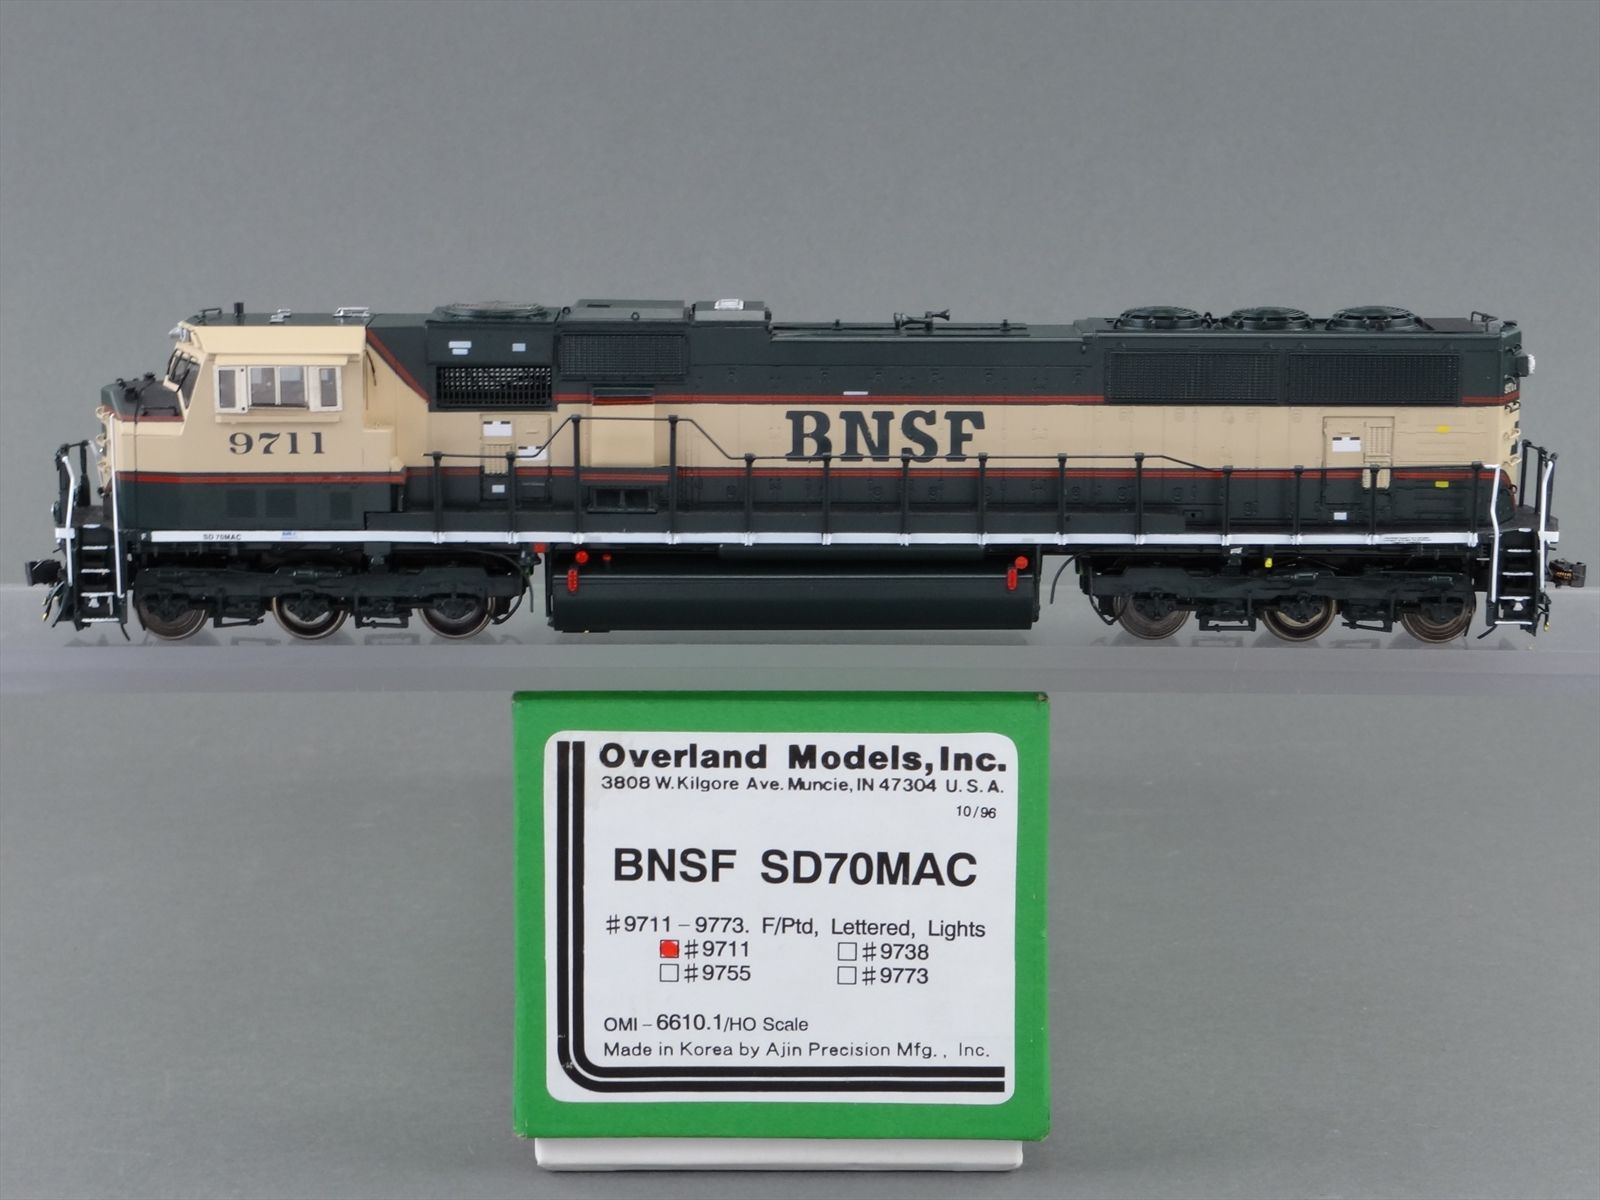 BNSF
9711
SD70MAC
Overland Models, Inc.
3808 W. Kilgore Ave. Muncie, IN 47304 U.S.A.
10/96
BNSF SD70MAC
#9711 - 9773. F/Ptd, Lettered, Lights
#9711 #9738
#9755 #9773
OMI - 6610.1/HO Scale
Made in Korea by Ajin Precision Mfg., Inc.